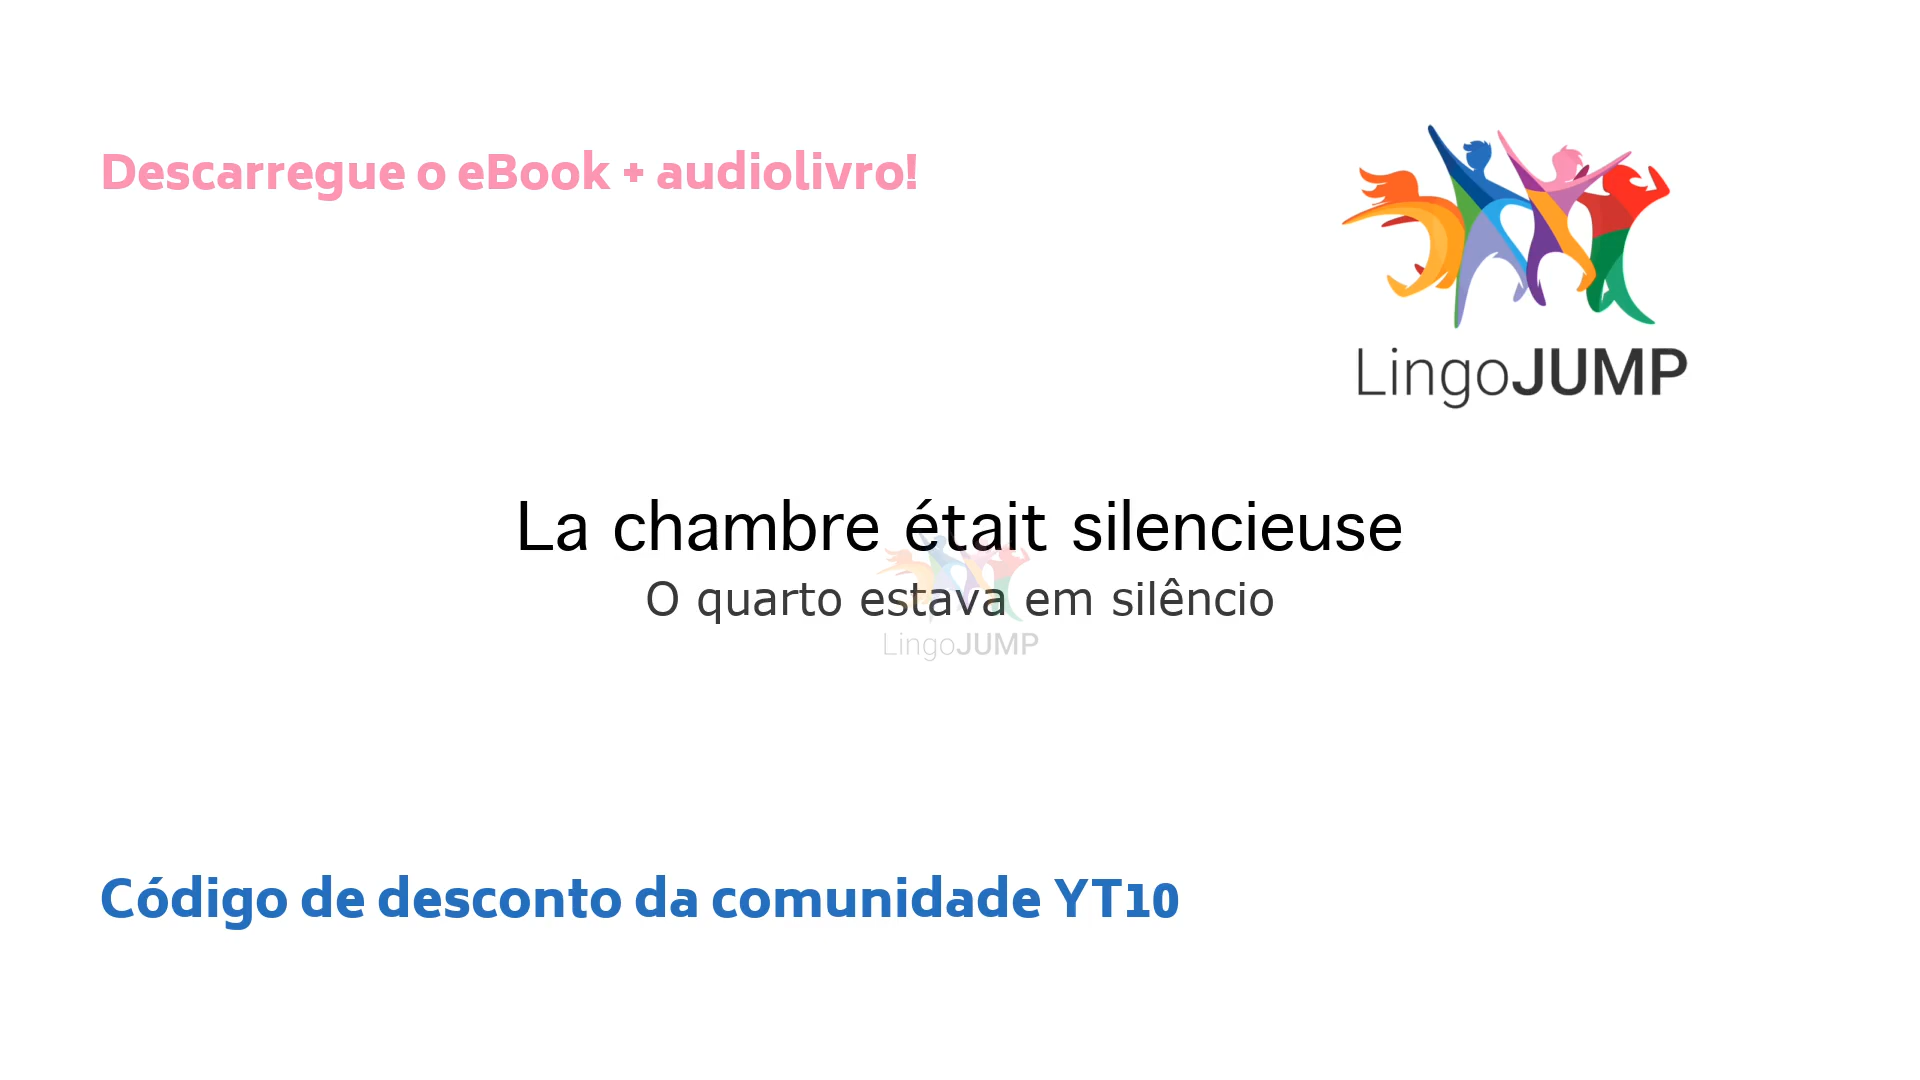 Descarregue o eBook + audiolivro!
LingoJUMP
La chambre était silencieuse
O quarto estava em silêncio
LingoJUMP
Código de desconto da comunidade YT10